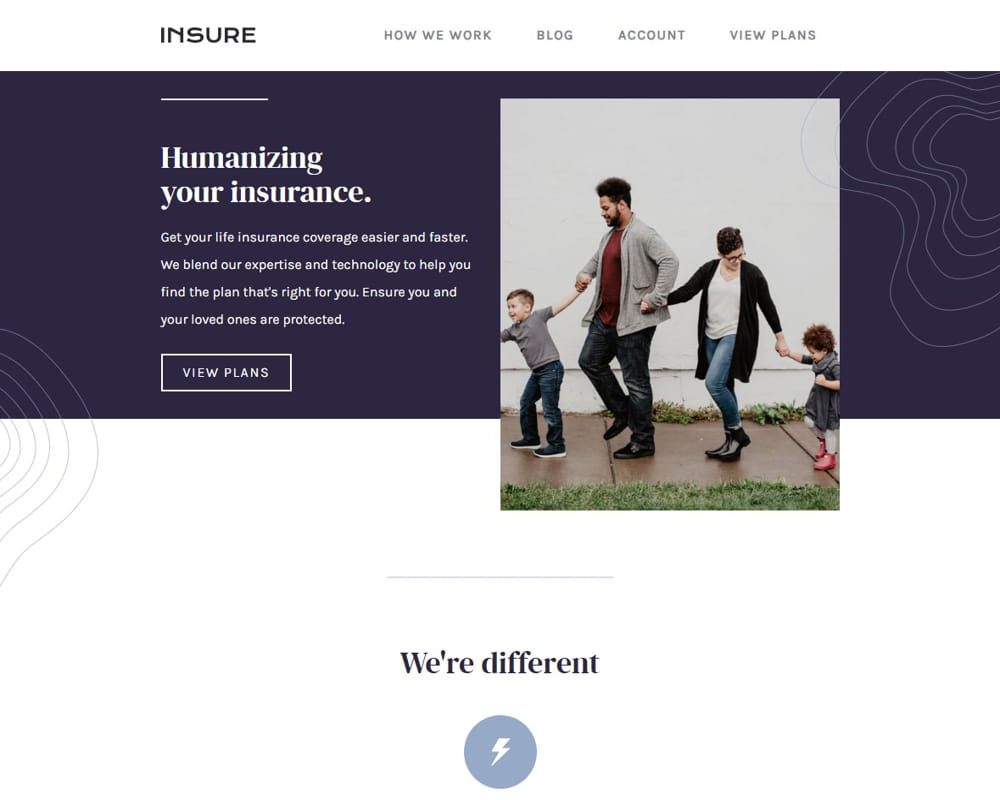 INSURE
HOW WE WORK
BLOG
ACCOUNT
VIEW PLANS
Humanizing
your insurance.
Get your life insurance coverage easier and faster.
We blend our expertise and technology to help you
find the plan that's right for you. Ensure you and
your loved ones are protected.
VIEW PLANS
We're different